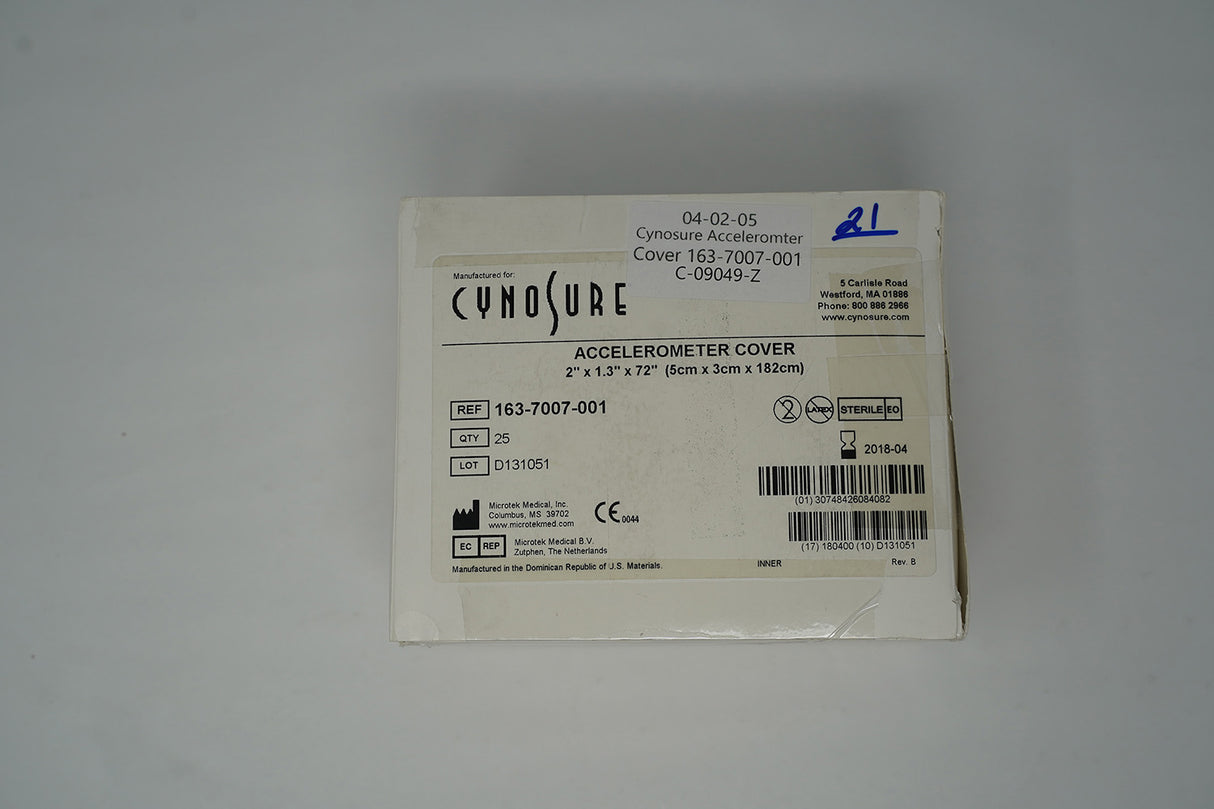 04-02-05
Cynosure Acceleromter
Cover 163-7007-001
C-09049-Z
21
Manufactured for:
CYNOSURE
5 Carlisle Road
Westford, MA 01886
Phone: 800 886 2966
www.cynosure.com
ACCELEROMETER COVER
2" x 1.3" x 72" (5cm x 3cm x 182cm)
REF 163-7007-001
QTY 25
LOT D131051
2 LATEX STERILE EO
2018-04
(01) 30748426084082
(17) 180400 (10) D131051
Microtek Medical, Inc.
Columbus, MS 39702
www.microtekmed.com
CE 0044
EC REP
Microtek Medical B.V.
Zutphen, The Netherlands
Manufactured in the Dominican Republic of U.S. Materials.
INNER
Rev. B